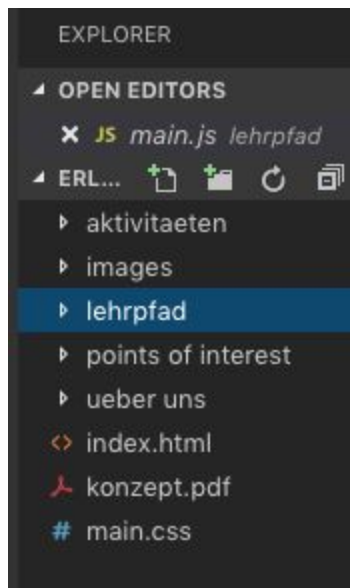 EXPLORER
OPEN EDITORS
JS main.js lehrpfad
ERL...
aktivitaeten
images
lehrpfad
points of interest
ueber uns
<> index.html
konzept.pdf
# main.css